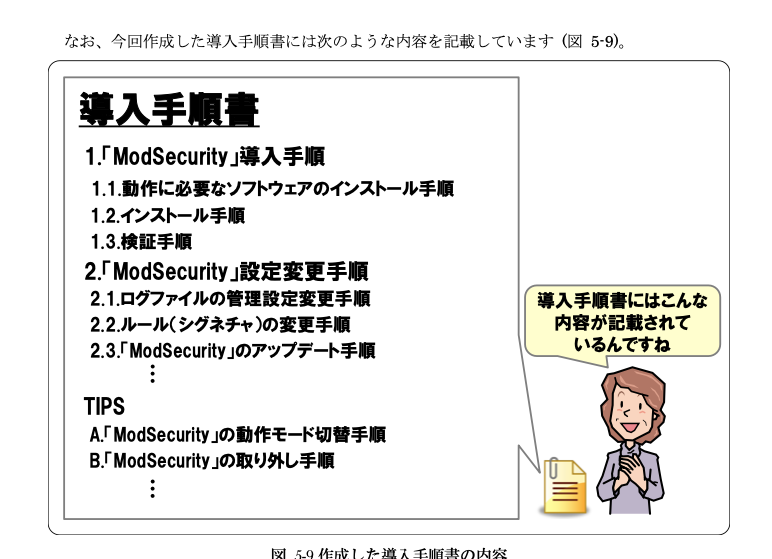 なお、今回作成した導入手順書には次のような内容を記載しています (図 5-9)。
導入手順書
1.「ModSecurity」導入手順
1.1.動作に必要なソフトウェアのインストール手順
1.2.インストール手順
1.3.検証手順
2.「ModSecurity」設定変更手順
2.1.ログファイルの管理設定変更手順
2.2.ルール(シグネチャ)の変更手順
2.3.「ModSecurity」のアップデート手順
⋮
TIPS
A.「ModSecurity」の動作モード切替手順
B.「ModSecurity」の取り外し手順
⋮
導入手順書にはこんな
内容が記載されて
いるんですね
図 5-9 作成した導入手順書の内容